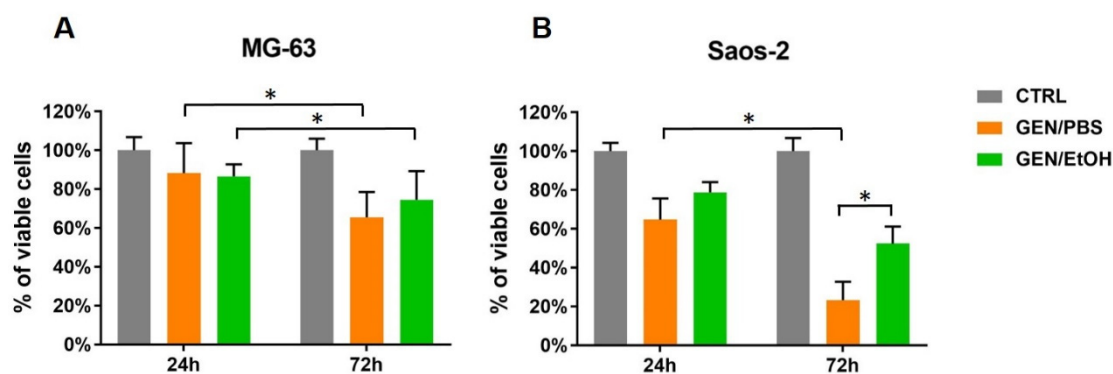 A
MG-63
% of viable cells
120%
100%
80%
60%
40%
20%
0%
24h
72h
*
*
B
Saos-2
% of viable cells
120%
100%
80%
60%
40%
20%
0%
24h
72h
*
*
CTRL
GEN/PBS
GEN/EtOH